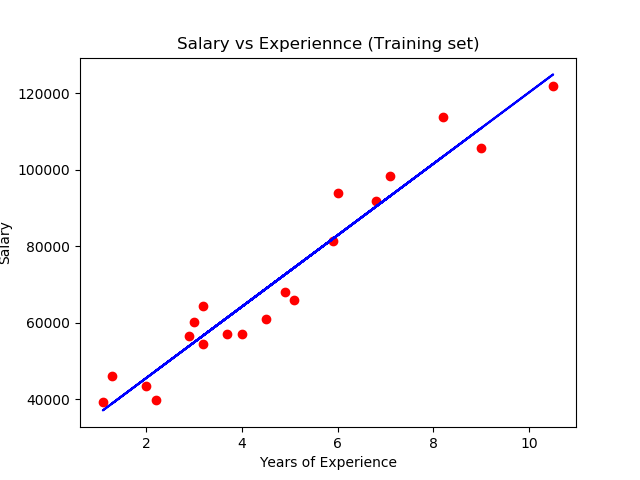 Salary vs Experiennce (Training set)
120000
100000
80000
60000
40000
Salary
2 4 6 8 10
Years of Experience